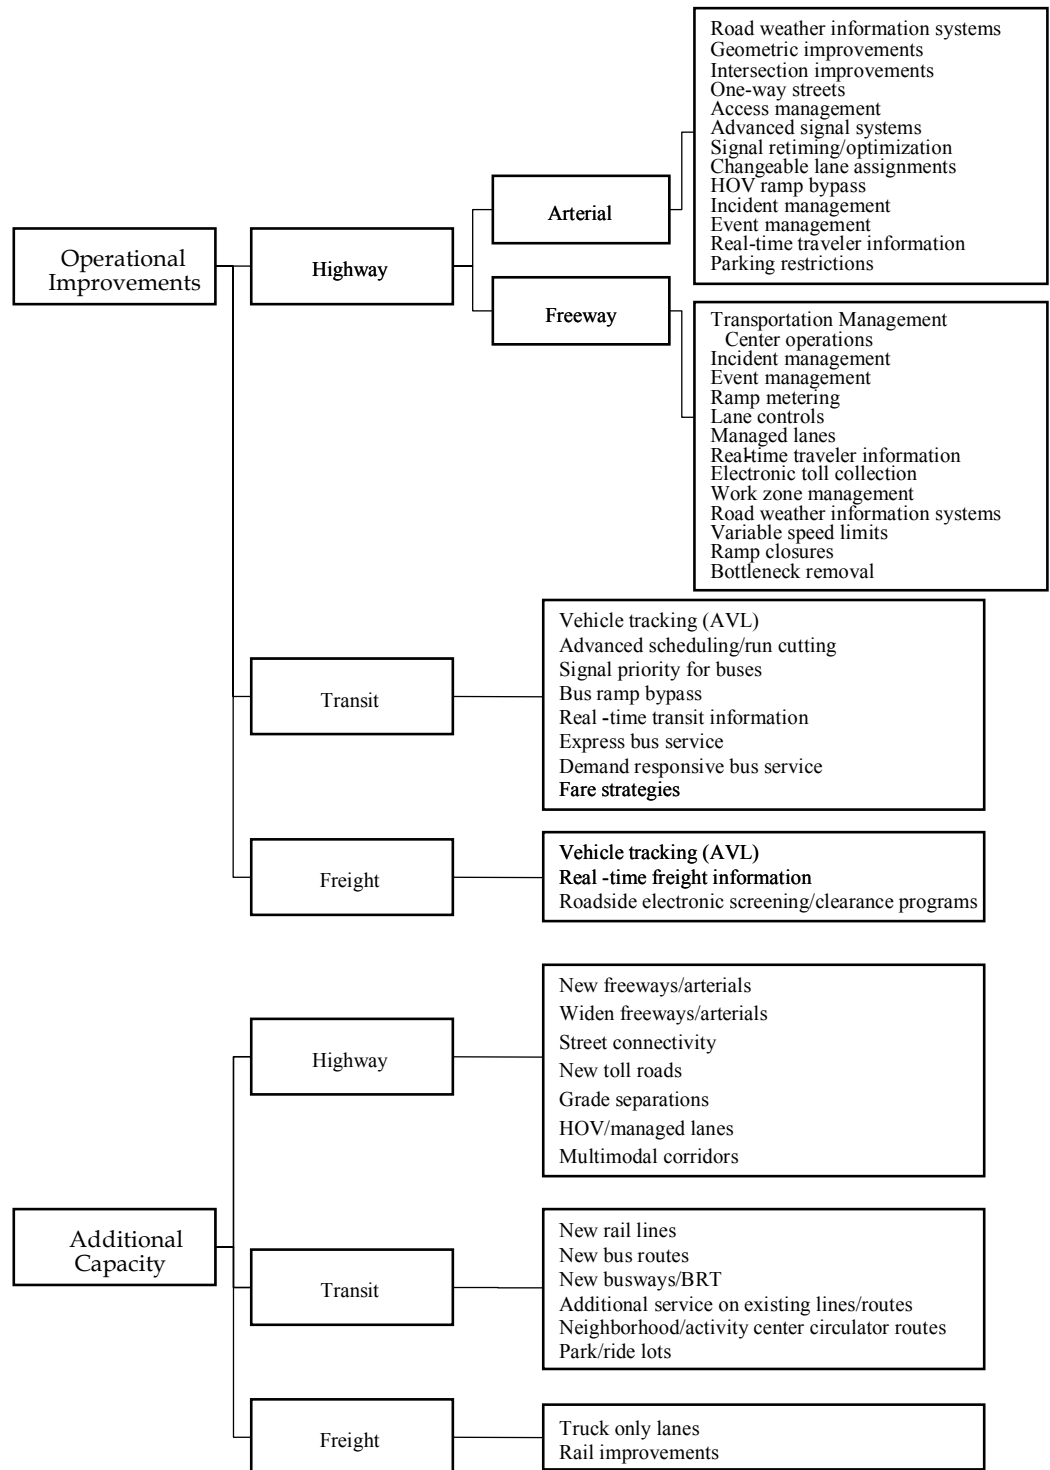 Operational
Improvements
Highway
Arterial
Road weather information systems
Geometric improvements
Intersection improvements
One-way streets
Access management
Advanced signal systems
Signal retiming/optimization
Changeable lane assignments
HOV ramp bypass
Incident management
Event management
Real-time traveler information
Parking restrictions
Freeway
Transportation Management
Center operations
Incident management
Event management
Ramp metering
Lane controls
Managed lanes
Real-time traveler information
Electronic toll collection
Work zone management
Road weather information systems
Variable speed limits
Ramp closures
Bottleneck removal
Transit
Vehicle tracking (AVL)
Advanced scheduling/run cutting
Signal priority for buses
Bus ramp bypass
Real -time transit information
Express bus service
Demand responsive bus service
Fare strategies
Freight
Vehicle tracking (AVL)
Real -time freight information
Roadside electronic screening/clearance programs
Additional
Capacity
Highway
New freeways/arterials
Widen freeways/arterials
Street connectivity
New toll roads
Grade separations
HOV/managed lanes
Multimodal corridors
Transit
New rail lines
New bus routes
New busways/BRT
Additional service on existing lines/routes
Neighborhood/activity center circulator routes
Park/ride lots
Freight
Truck only lanes
Rail improvements